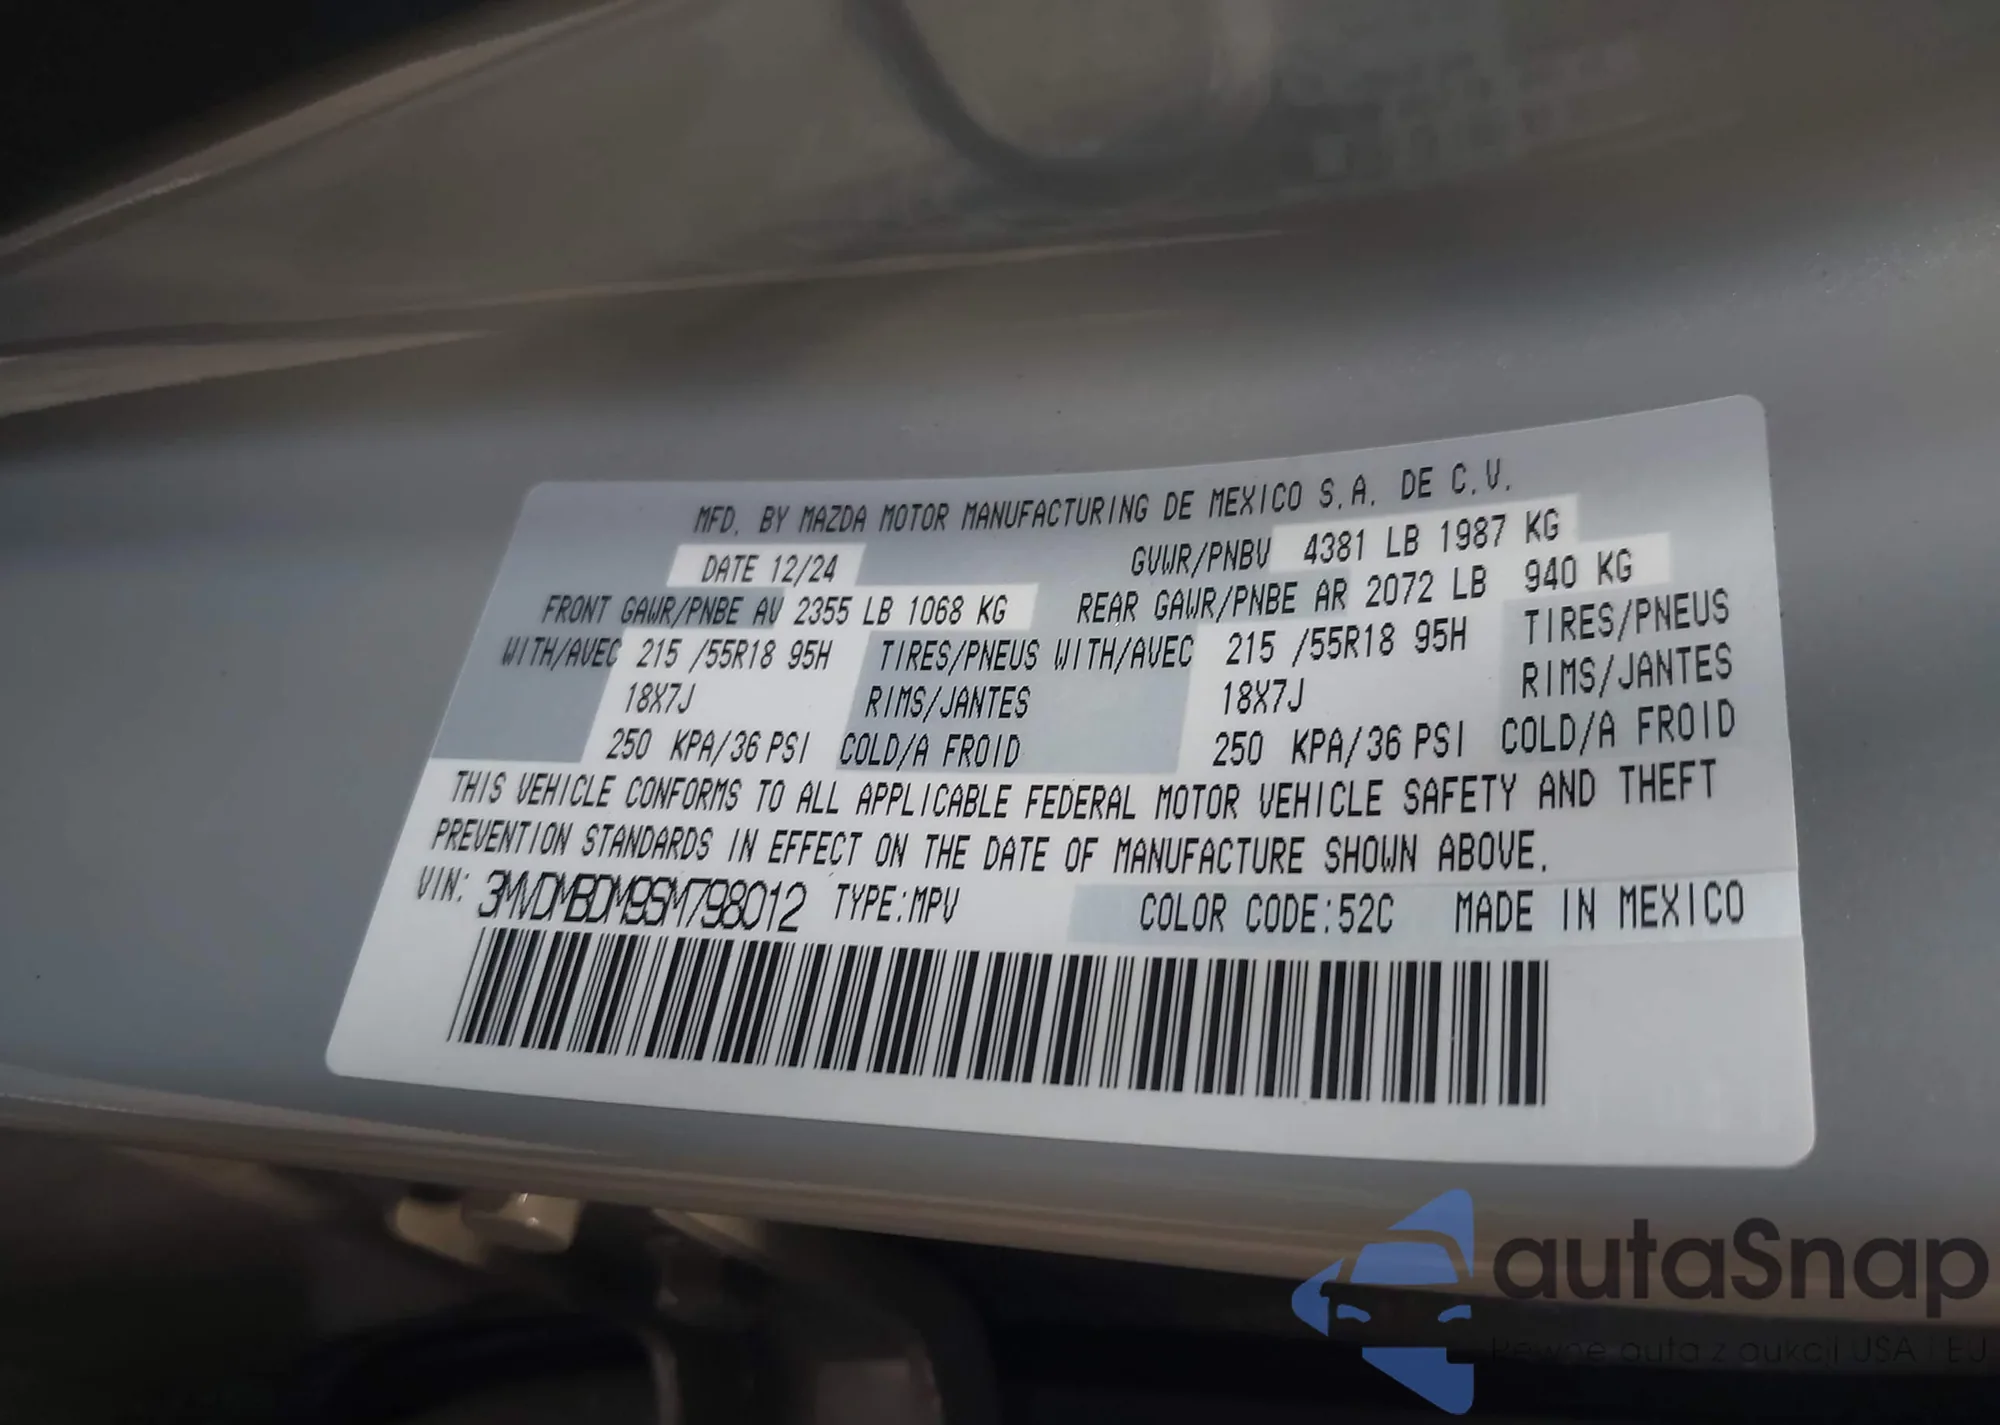 MFD. BY MAZDA MOTOR MANUFACTURING DE MEXICO S.A. DE C.V.
DATE 12/24 GVWR/PNBV 4381 LB 1987 KG
FRONT GAWR/PNBE AV 2355 LB 1068 KG REAR GAWR/PNBE AR 2072 LB 940 KG
WITH/AVEC 215 /55R18 95H TIRES/PNEUS WITH/AVEC 215 /55R18 95H TIRES/PNEUS
18X7J RIMS/JANTES 18X7J RIMS/JANTES
250 KPA/36 PSI COLD/A FROID 250 KPA/36 PSI COLD/A FROID
THIS VEHICLE CONFORMS TO ALL APPLICABLE FEDERAL MOTOR VEHICLE SAFETY AND THEFT
PREVENTION STANDARDS IN EFFECT ON THE DATE OF MANUFACTURE SHOWN ABOVE.
VIN: 3MVDMBDM9SM798012 TYPE:MPV COLOR CODE:52C MADE IN MEXICO
autaSnap
Pewne auta z aukcji USA i EU